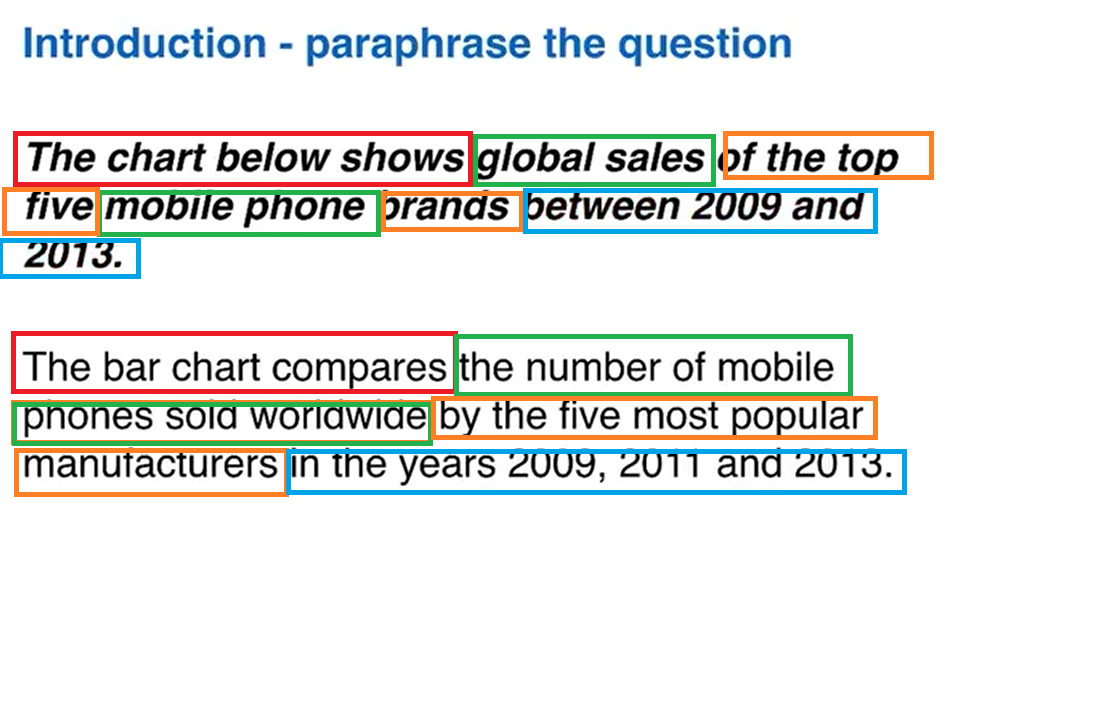 Introduction - paraphrase the question
The chart below shows global sales of the top
five mobile phone brands between 2009 and
2013.
The bar chart compares the number of mobile
phones sold worldwide by the five most popular
manufacturers in the years 2009, 2011 and 2013.